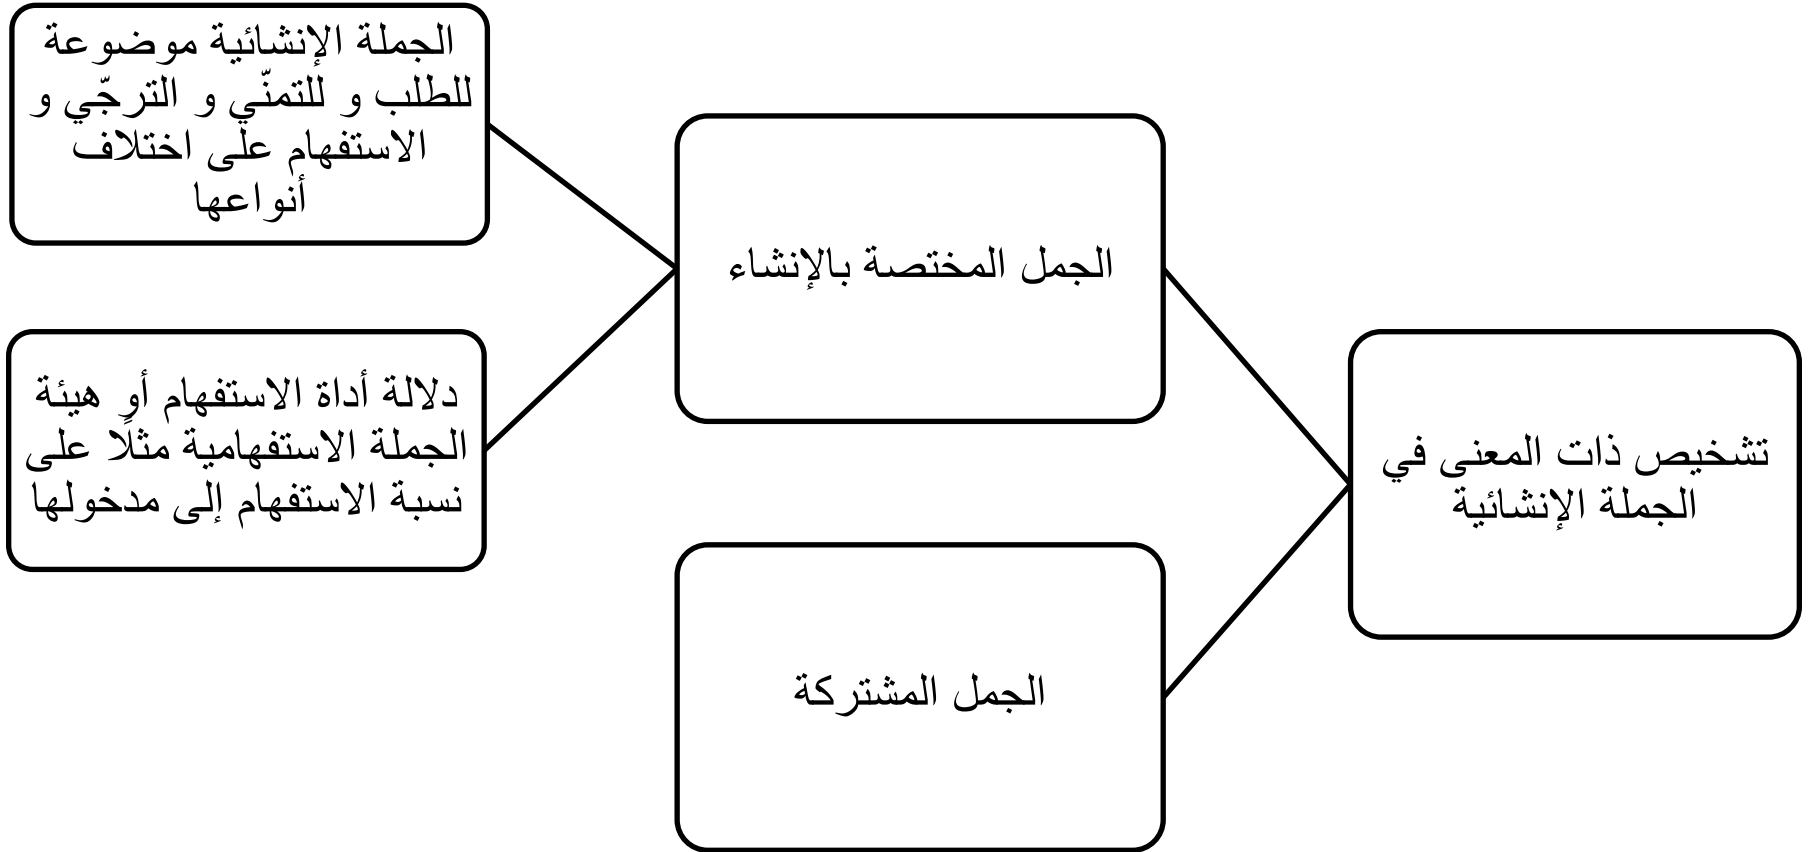 تشخيص ذات المعنى في
الجملة الإنشائية
الجمل المختصة بالإنشاء
الجملة الإنشائية موضوعة
للطلب و للتمنّي و الترجّي و
الاستفهام على اختلاف
أنواعها
دلالة أداة الاستفهام أو هيئة
الجملة الاستفهامية مثلًا على
نسبة الاستفهام إلى مدخولها
الجمل المشتركة